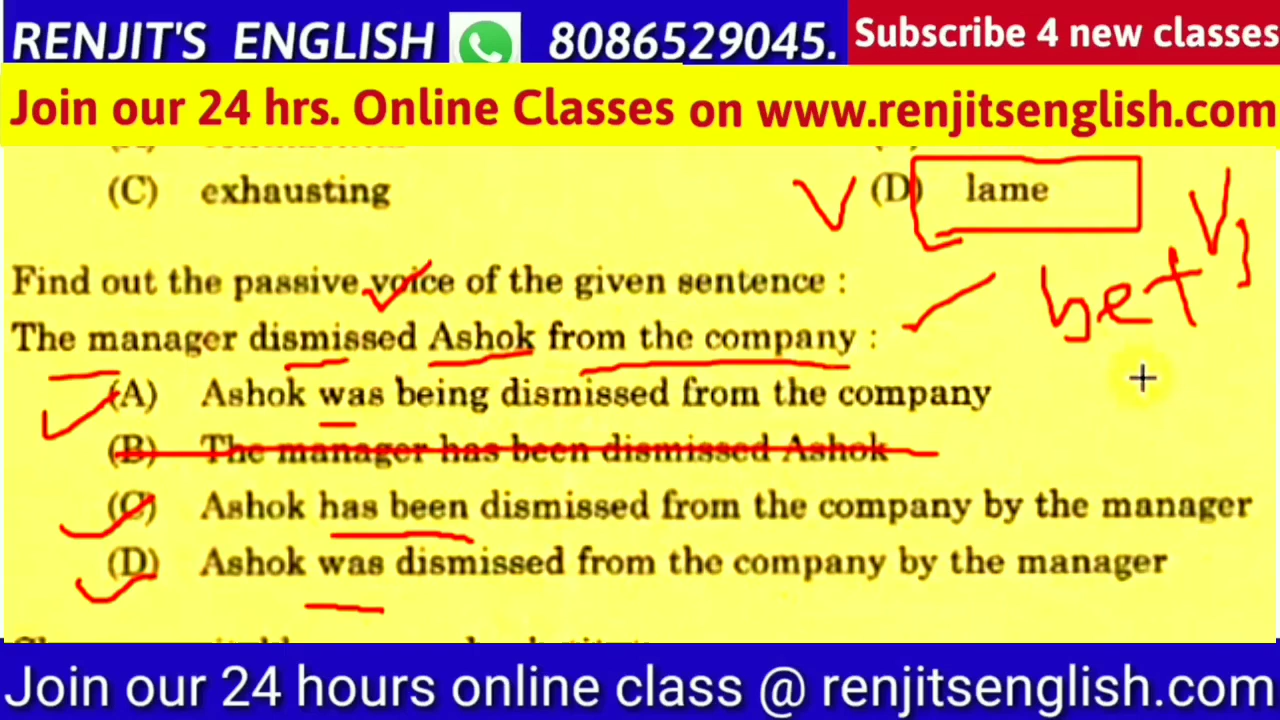 RENJIT'S ENGLISH 8086529045. Subscribe 4 new classes
Join our 24 hrs. Online Classes on www.renjitsenglish.com
(C) exhausting V (D) lame
Find out the passive voice of the given sentence :
The manager dismissed Ashok from the company :
be + V3
(A) Ashok was being dismissed from the company
(B) The manager has been dismissed Ashok
(C) Ashok has been dismissed from the company by the manager
(D) Ashok was dismissed from the company by the manager
Join our 24 hours online class @ renjitsenglish.com